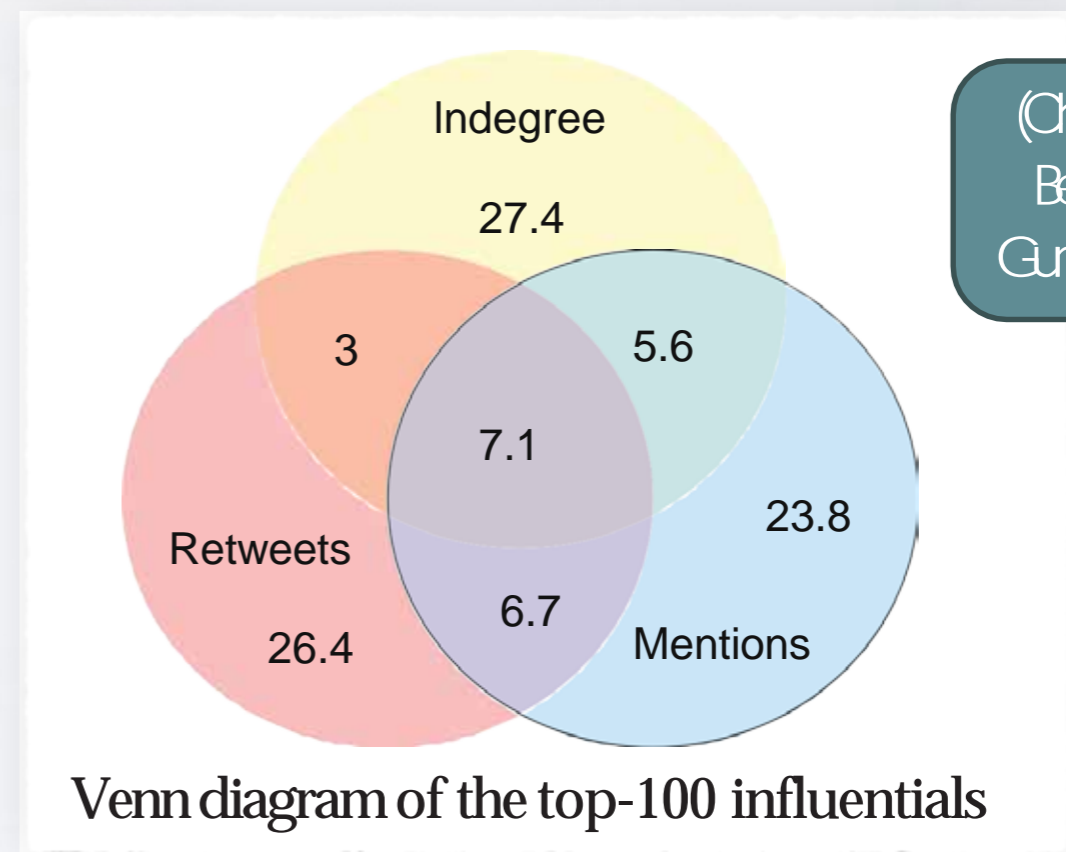 Indegree
27.4
3
5.6
7.1
23.8
Retweets
6.7
26.4
Mentions
Venn diagram of the top-100 influentials